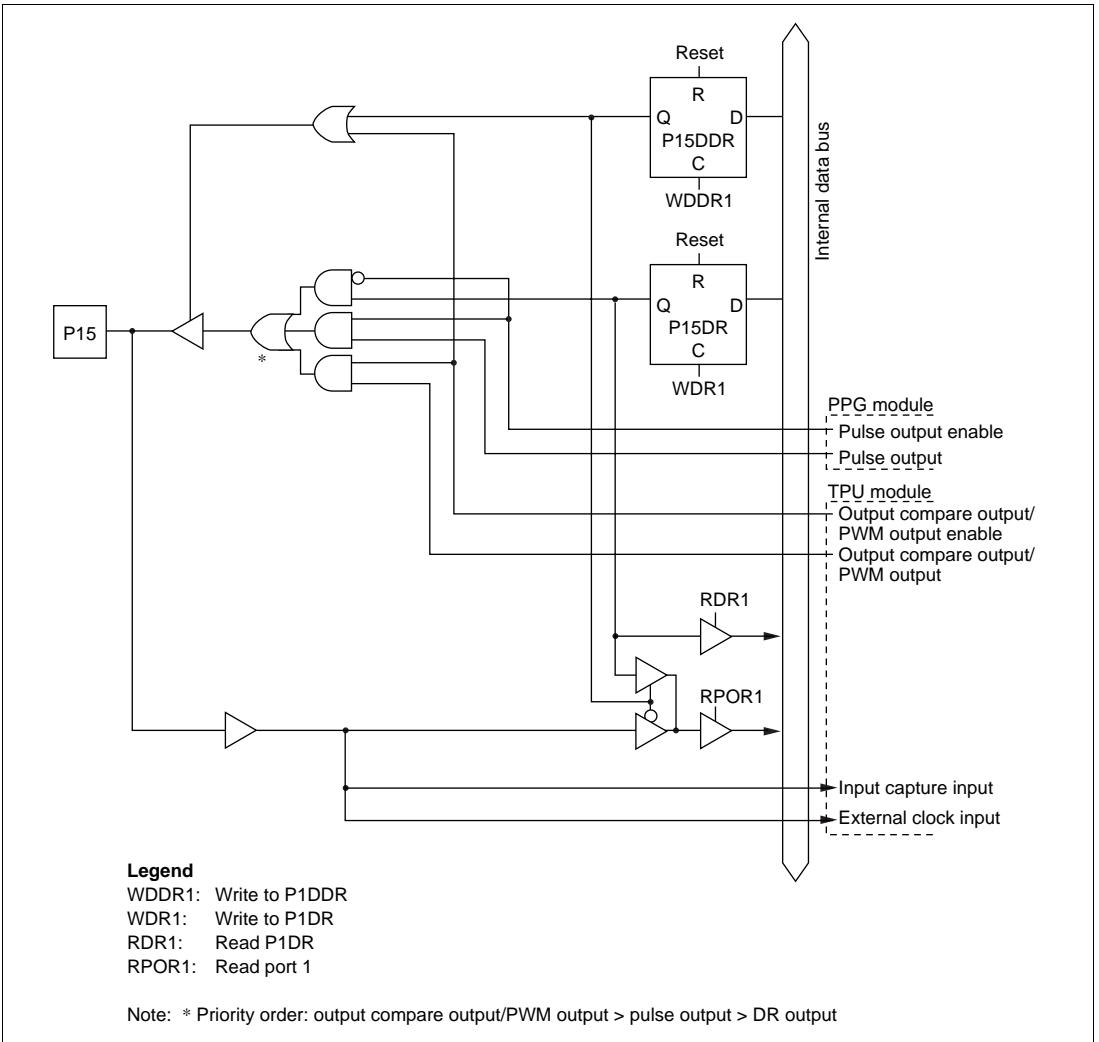 Reset
R
Q D
P15DDR
C
WDDR1
Internal data bus
Reset
R
Q D
P15DR
C
WDR1
P15
*
PPG module
Pulse output enable
Pulse output
TPU module
Output compare output/
PWM output enable
Output compare output/
PWM output
RDR1
RPOR1
Input capture input
External clock input
Legend
WDDR1: Write to P1DDR
WDR1: Write to P1DR
RDR1: Read P1DR
RPOR1: Read port 1
Note: * Priority order: output compare output/PWM output > pulse output > DR output